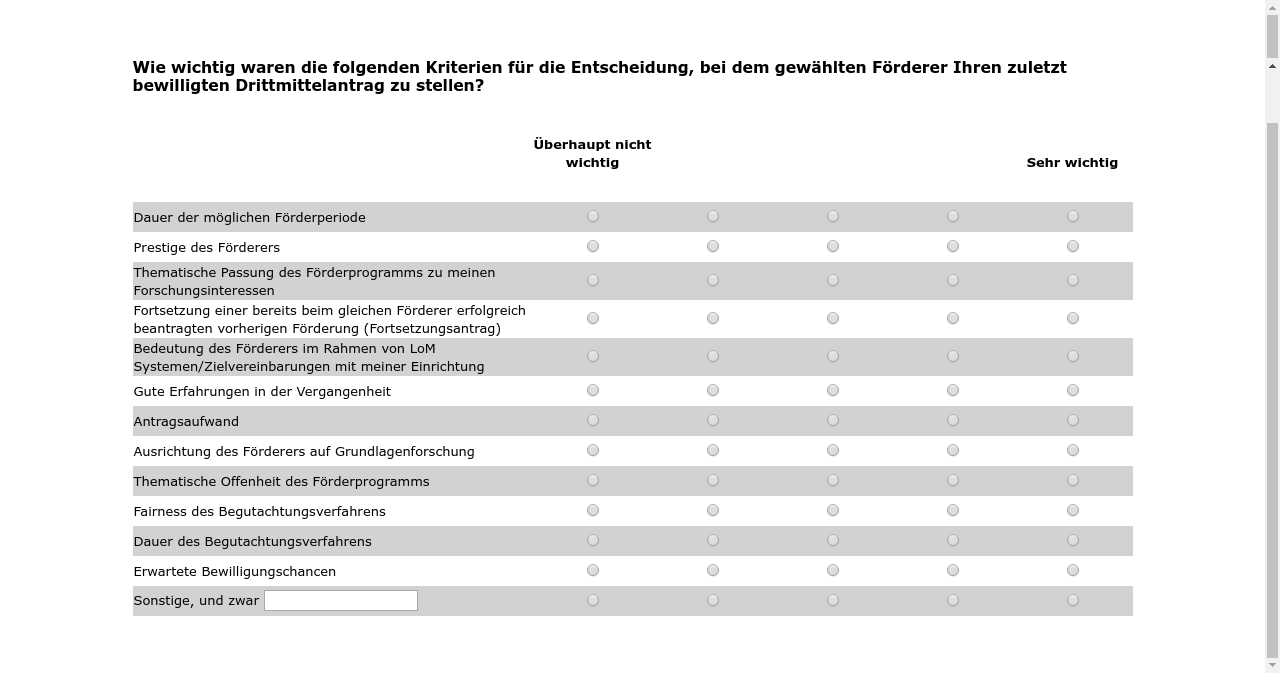 Wie wichtig waren die folgenden Kriterien für die Entscheidung, bei dem gewählten Förderer Ihren zuletzt
bewilligten Drittmittelantrag zu stellen?
Überhaupt nicht
wichtig
Sehr wichtig
Dauer der möglichen Förderperiode
Prestige des Förderers
Thematische Passung des Förderprogramms zu meinen
Forschungsinteressen
Fortsetzung einer bereits beim gleichen Förderer erfolgreich
beantragten vorherigen Förderung (Fortsetzungsantrag)
Bedeutung des Förderers im Rahmen von LoM
Systemen/Zielvereinbarungen mit meiner Einrichtung
Gute Erfahrungen in der Vergangenheit
Antragsaufwand
Ausrichtung des Förderers auf Grundlagenforschung
Thematische Offenheit des Förderprogramms
Fairness des Begutachtungsverfahrens
Dauer des Begutachtungsverfahrens
Erwartete Bewilligungschancen
Sonstige, und zwar